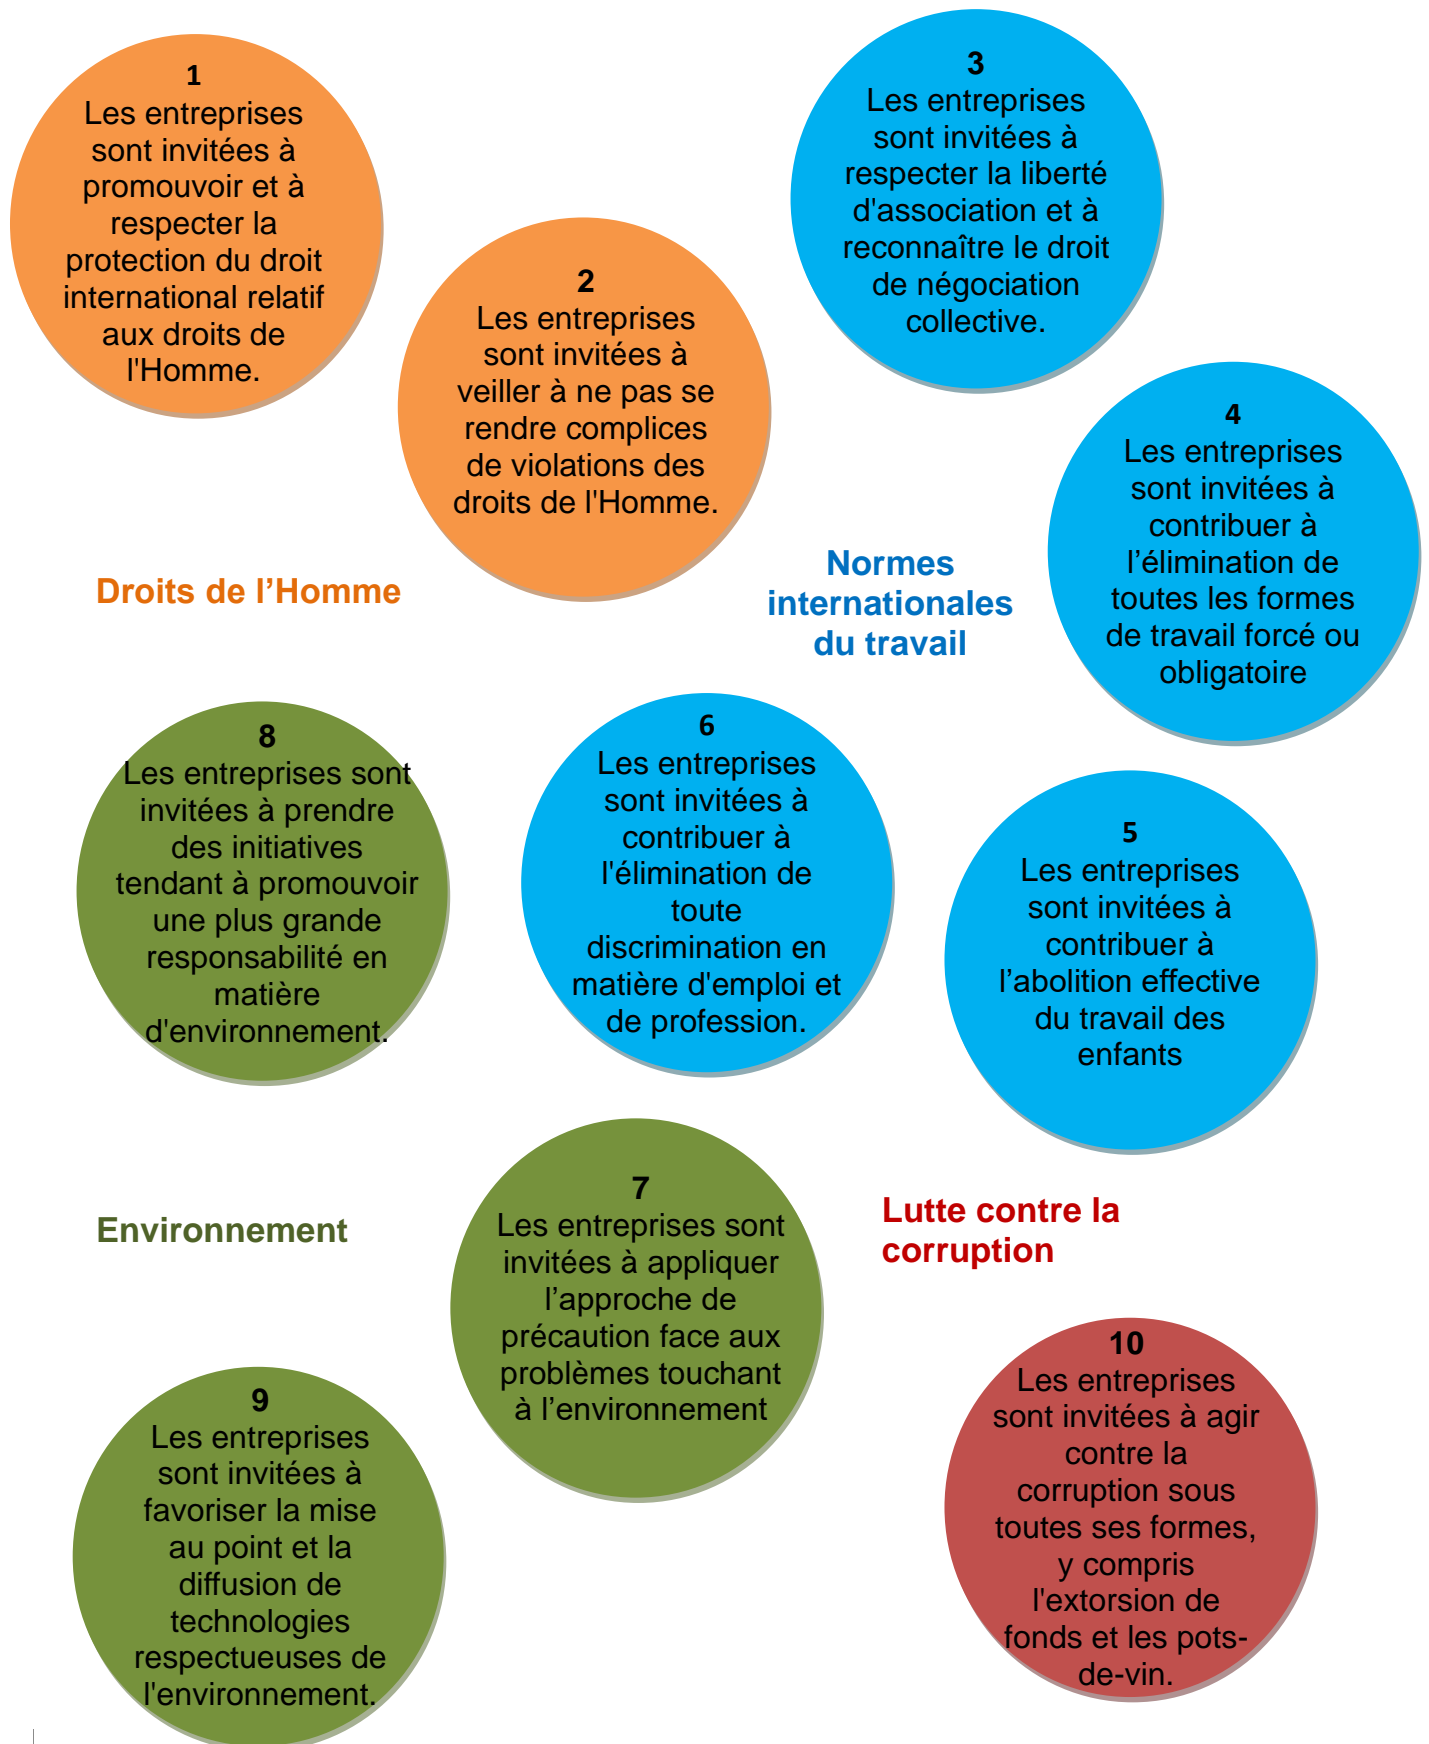 1
Les entreprises
sont invitées à
promouvoir et à
respecter la
protection du droit
international relatif
aux droits de
l'Homme.
2
Les entreprises
sont invitées à
veiller à ne pas se
rendre complices
de violations des
droits de l'Homme.
3
Les entreprises
sont invitées à
respecter la liberté
d'association et à
reconnaître le droit
de négociation
collective.
4
Les entreprises
sont invitées à
contribuer à
l’élimination de
toutes les formes
de travail forcé ou
obligatoire
Droits de l’Homme
Normes
internationales
du travail
8
Les entreprises sont
invitées à prendre
des initiatives
tendant à promouvoir
une plus grande
responsabilité en
matière
d'environnement.
6
Les entreprises
sont invitées à
contribuer à
l'élimination de
toute
discrimination en
matière d'emploi et
de profession.
5
Les entreprises
sont invitées à
contribuer à
l’abolition effective
du travail des
enfants
Environnement
7
Les entreprises sont
invitées à appliquer
l’approche de
précaution face aux
problèmes touchant
à l’environnement
Lutte contre la
corruption
9
Les entreprises
sont invitées à
favoriser la mise
au point et la
diffusion de
technologies
respectueuses de
l'environnement.
10
Les entreprises
sont invitées à agir
contre la
corruption sous
toutes ses formes,
y compris
l'extorsion de
fonds et les pots-
de-vin.